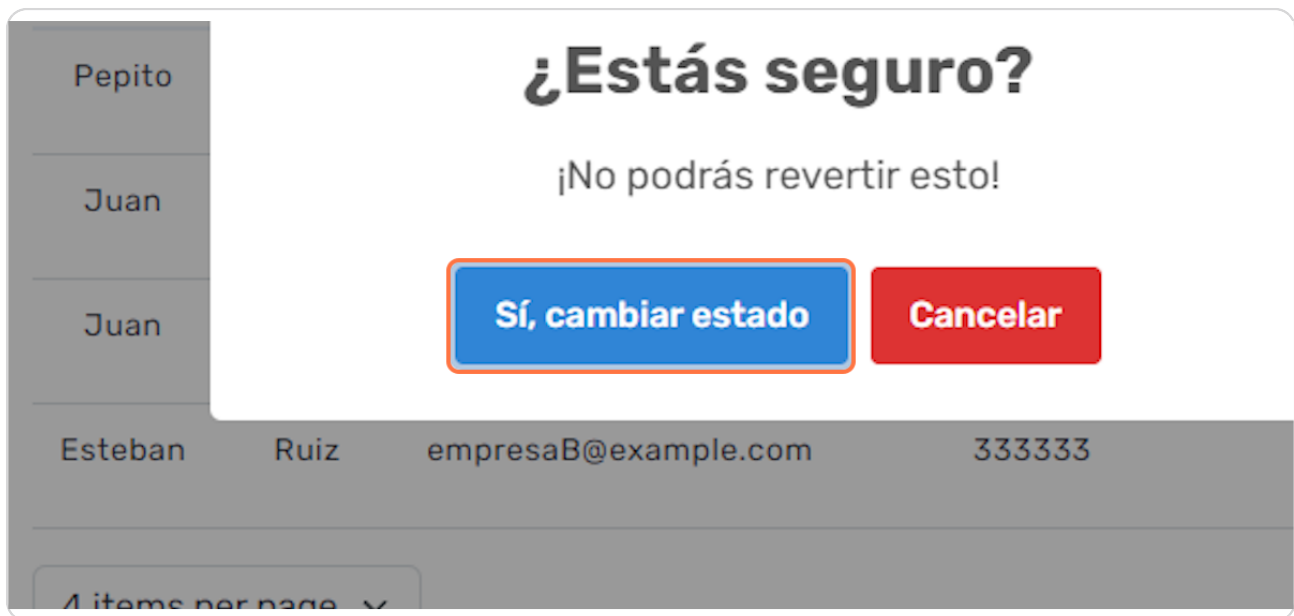 Pepito
¿Estás seguro?
¡No podrás revertir esto!
Juan
Juan
Sí, cambiar estado
Cancelar
Esteban Ruiz empresaB@example.com 333333
4 items per page